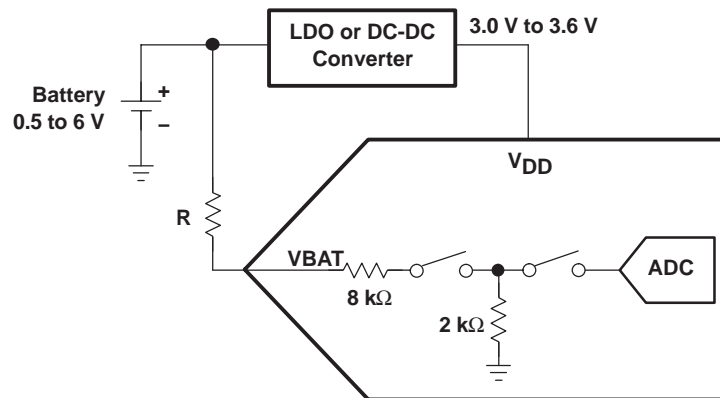 LDO or DC-DC
Converter
3.0 V to 3.6 V
Battery
0.5 to 6 V
+
–
VDD
R
VBAT
8 kΩ
2 kΩ
ADC